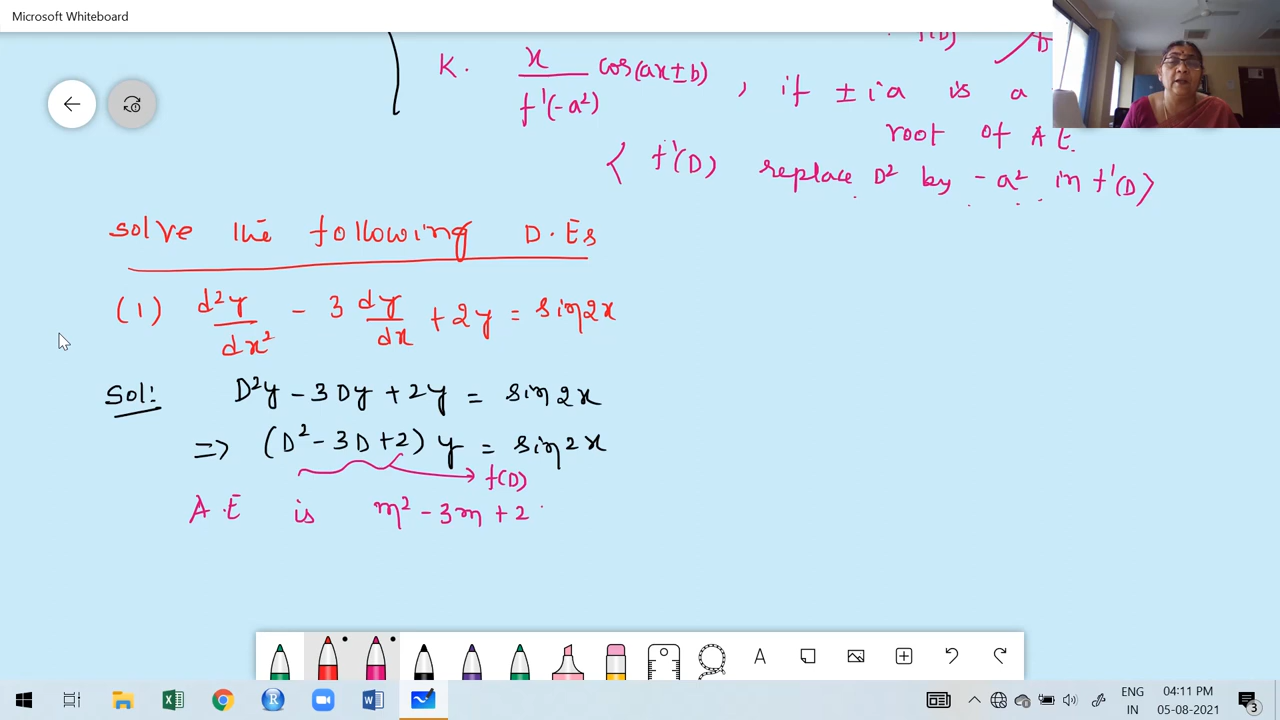 Microsoft Whiteboard
K. x / f'(-a²) cos(ax±b), if ±ia is a
root of A E.
< f'(D) replace D² by -a² in f'(D) >
solve the following D.Es
(1) d²y/dx² - 3 dy/dx + 2y = sin2x
Sol: D²y - 3Dy + 2y = sin2x
=> (D² - 3D + 2) y = sin2x
f(D)
A.E is m² - 3m + 2
A
ENG
IN
04:11 PM
05-08-2021
3